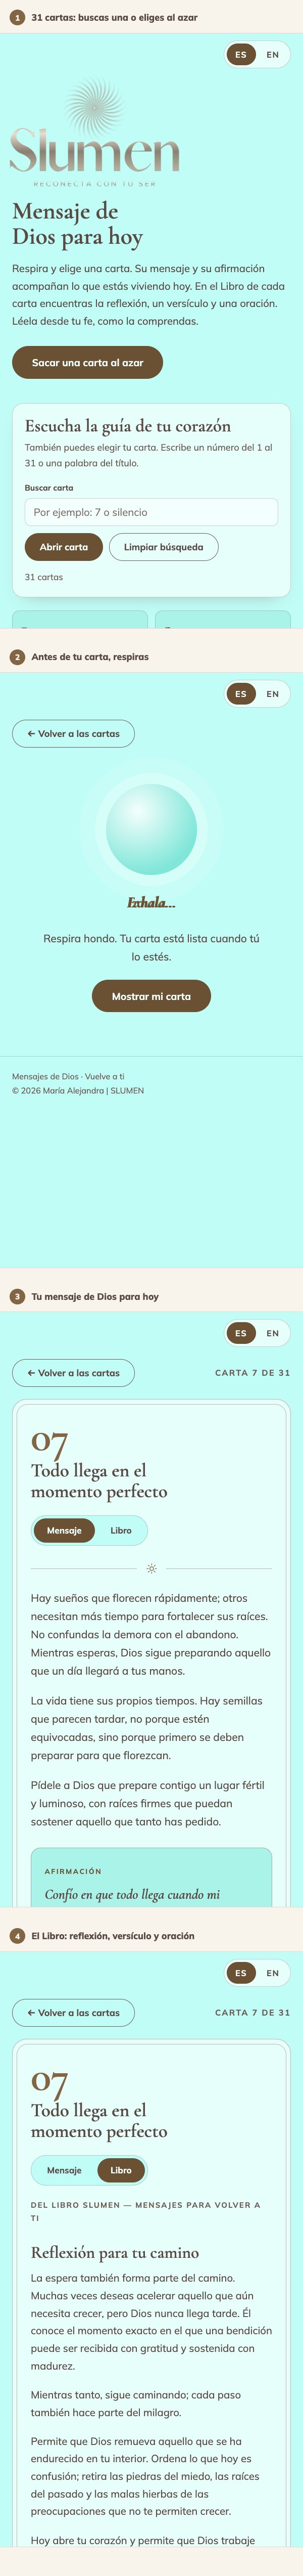 1 31 cartas: buscas una o eliges al azar
ES EN
Slumen
RECONECTA CON TU SER
Mensaje de
Dios para hoy
Respira y elige una carta. Su mensaje y su afirmación
acompañan lo que estás viviendo hoy. En el Libro de cada
carta encuentras la reflexión, un versículo y una oración.
Léela desde tu fe, como la comprendas.
Sacar una carta al azar
Escucha la guía de tu corazón
También puedes elegir tu carta. Escribe un número del 1 al
31 o una palabra del título.
Buscar carta
Por ejemplo: 7 o silencio
Abrir carta Limpiar búsqueda
31 cartas
2 Antes de tu carta, respiras
ES EN
← Volver a las cartas
Exhala...
Respira hondo. Tu carta está lista cuando tú
lo estés.
Mostrar mi carta
Mensajes de Dios · Vuelve a ti
© 2026 María Alejandra | SLUMEN
3 Tu mensaje de Dios para hoy
ES EN
← Volver a las cartas CARTA 7 DE 31
07
Todo llega en el
momento perfecto
Mensaje Libro
Hay sueños que florecen rápidamente; otros
necesitan más tiempo para fortalecer sus raíces.
No confundas la demora con el abandono.
Mientras esperas, Dios sigue preparando aquello
que un día llegará a tus manos.
La vida tiene sus propios tiempos. Hay semillas
que parecen tardar, no porque estén
equivocadas, sino porque primero se deben
preparar para que florezcan.
Pídele a Dios que prepare contigo un lugar fértil
y luminoso, con raíces firmes que puedan
sostener aquello que tanto has pedido.
AFIRMACIÓN
Confío en que todo llega cuando mi
4 El Libro: reflexión, versículo y oración
ES EN
← Volver a las cartas CARTA 7 DE 31
07
Todo llega en el
momento perfecto
Mensaje Libro
DEL LIBRO SLUMEN — MENSAJES PARA VOLVER A
TI
Reflexión para tu camino
La espera también forma parte del camino.
Muchas veces deseas acelerar aquello que aún
necesita crecer, pero Dios nunca llega tarde. Él
conoce el momento exacto en el que una bendición
puede ser recibida con gratitud y sostenida con
madurez.
Mientras tanto, sigue caminando; cada paso
también hace parte del milagro.
Permite que Dios remueva aquello que se ha
endurecido en tu interior. Ordena lo que hoy es
confusión; retira las piedras del miedo, las raíces
del pasado y las malas hierbas de las
preocupaciones que no te permiten crecer.
Hoy abre tu corazón y permite que Dios trabaje